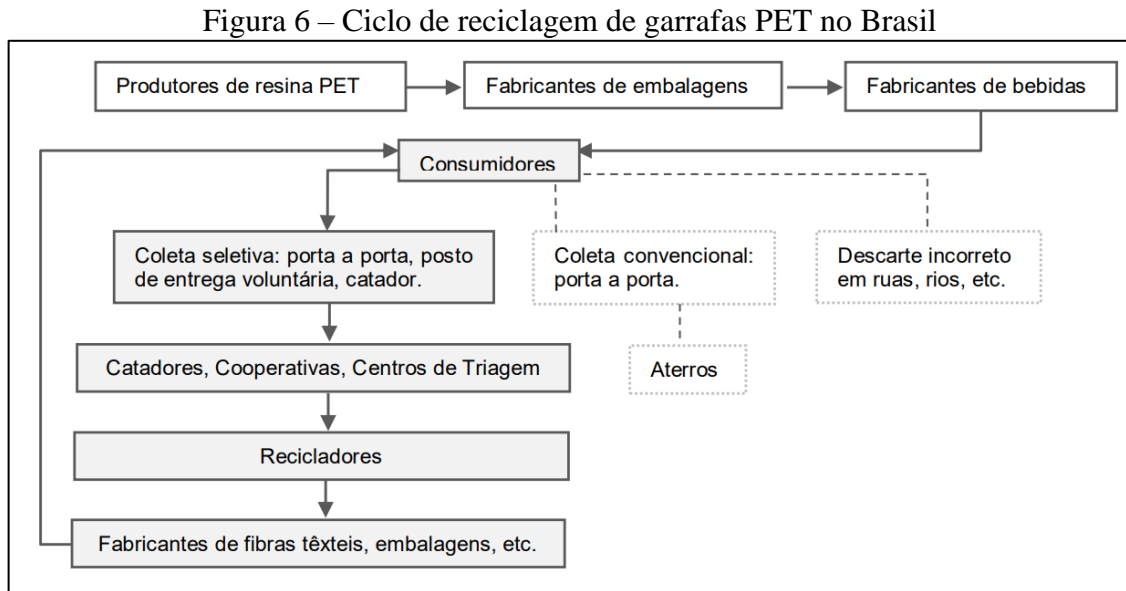 Figura 6 – Ciclo de reciclagem de garrafas PET no Brasil
Produtores de resina PET
Fabricantes de embalagens
Fabricantes de bebidas
Consumidores
Coleta seletiva: porta a porta, posto
de entrega voluntária, catador.
Coleta convencional:
porta a porta.
Descarte incorreto
em ruas, rios, etc.
Catadores, Cooperativas, Centros de Triagem
Aterros
Recicladores
Fabricantes de fibras têxteis, embalagens, etc.